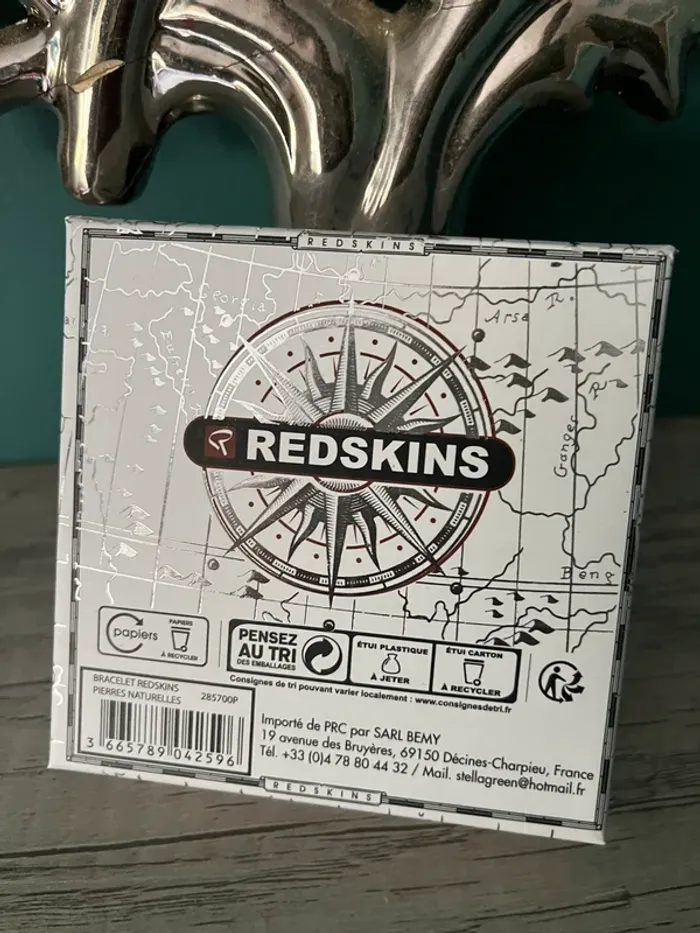 REDSKINS
Georgia
Arse
R.
R.
Ganges
Beng
REDSKINS
papiers
PAPIERS
À RECYCLER
PENSEZ
AU TRI
DES EMBALLAGES
ÉTUI PLASTIQUE
À JETER
ÉTUI CARTON
À RECYCLER
Consignes de tri pouvant varier localement : www.consignesdetri.fr
BRACELET REDSKINS
PIERRES NATURELLES 285700P
3 665789 042596
Importé de PRC par SARL BEMY
19 avenue des Bruyères, 69150 Décines-Charpieu, France
Tél. +33 (0)4 78 80 44 32 / Mail. stellagreen@hotmail.fr
REDSKINS